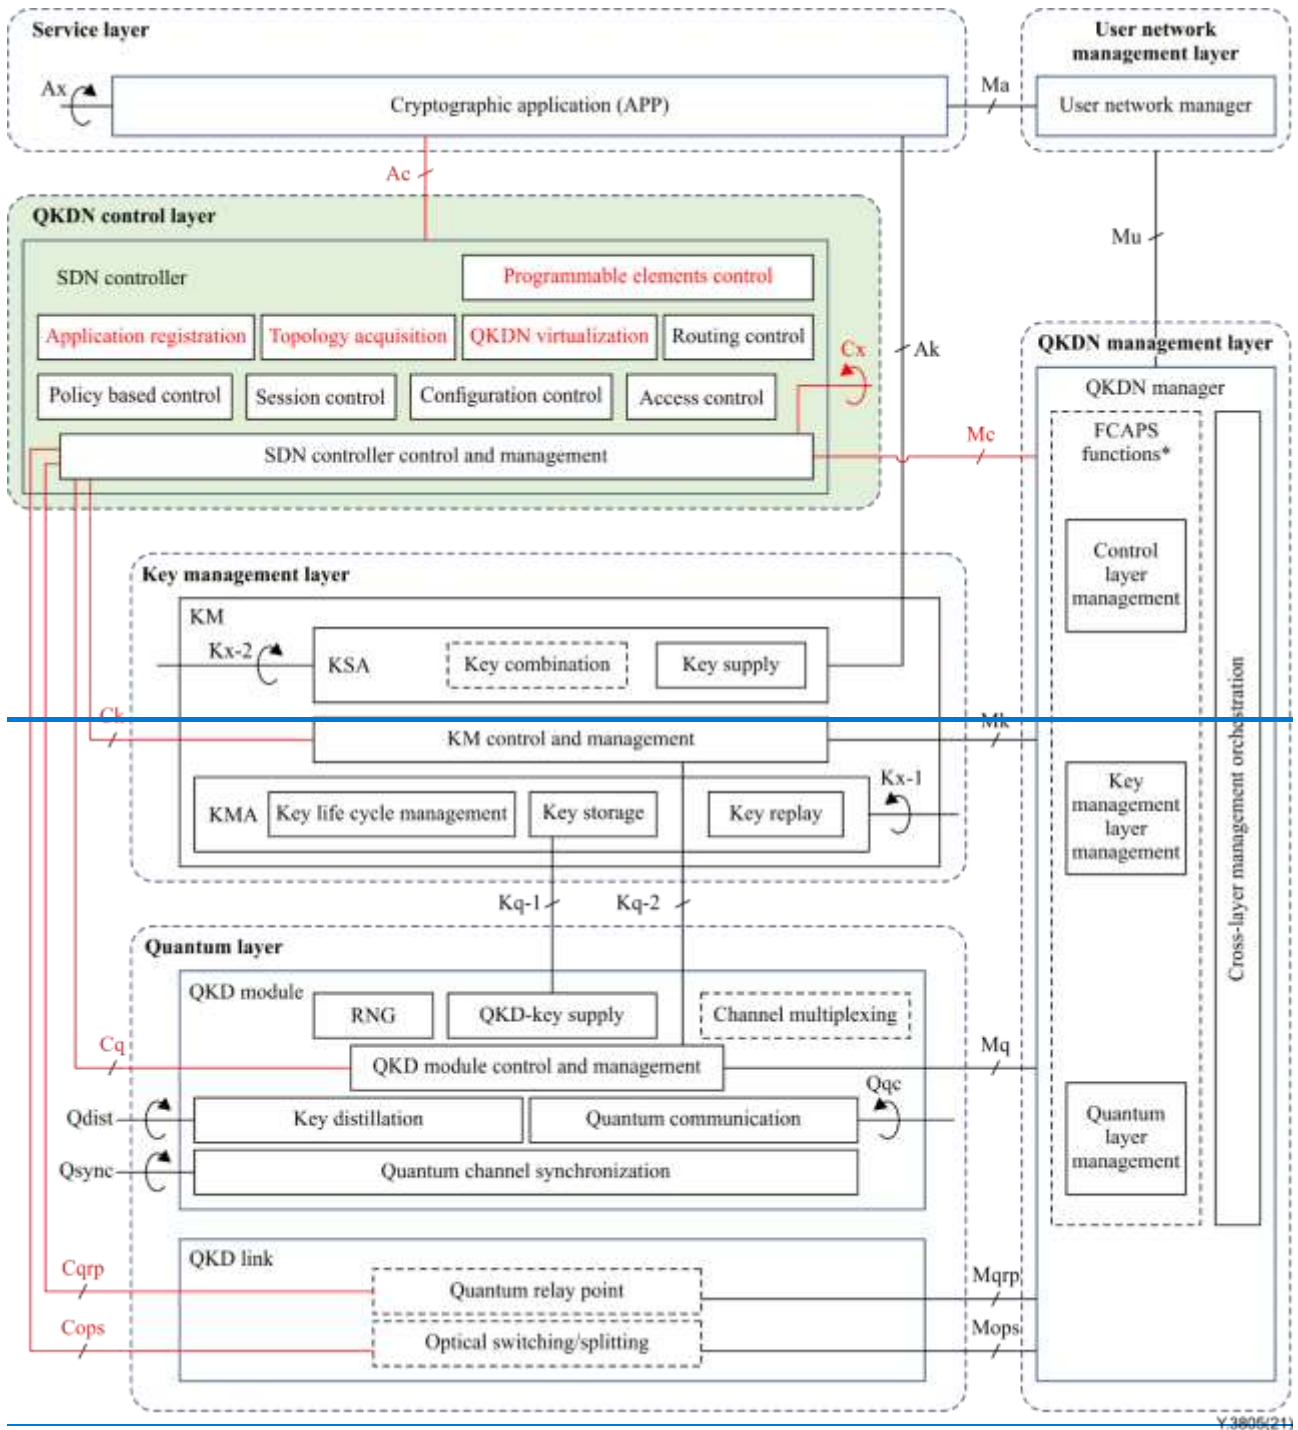 Service layer
User network
management layer
Ax
Cryptographic application (APP)
Ma
User network manager
Ac
Mu
QKDN control layer
SDN controller
Programmable elements control
Application registration
Topology acquisition
QKDN virtualization
Routing control
Cx
Ak
QKDN management layer
Policy based control
Session control
Configuration control
Access control
QKDN manager
SDN controller control and management
Mc
FCAPS
functions*
Control
layer
management
Key management layer
KM
Kx-2
KSA
Key combination
Key supply
Cross-layer management orchestration
Ck
KM control and management
Mk
Kx-1
KMA
Key life cycle management
Key storage
Key replay
Key
management
layer
management
Kq-1
Kq-2
Quantum layer
QKD module
RNG
QKD-key supply
Channel multiplexing
Cq
QKD module control and management
Mq
Qqc
Qdist
Key distillation
Quantum communication
Quantum
layer
management
Qsync
Quantum channel synchronization
QKD link
Cqrp
Quantum relay point
Mqrp
Cops
Optical switching/splitting
Mops
Y.3805(21)